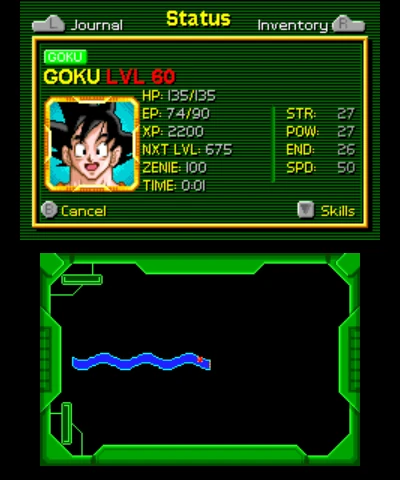 Status
L Journal
Inventory R
GOKU
GOKU LVL 60
HP: 135/135
EP: 74/90
XP: 2200
NXT LVL: 675
ZENIE: 100
TIME: 0:01
STR: 27
POW: 27
END: 26
SPD: 50
B Cancel
Skills